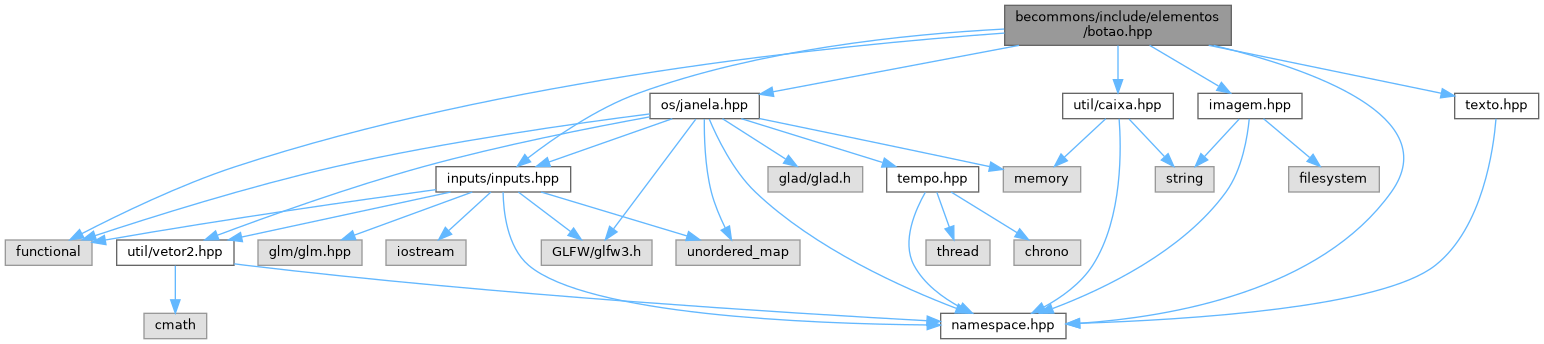 becommons/include/elementos
/botao.hpp
os/janela.hpp
util/caixa.hpp
imagem.hpp
texto.hpp
inputs/inputs.hpp
glad/glad.h
tempo.hpp
memory
string
filesystem
functional
util/vetor2.hpp
glm/glm.hpp
iostream
GLFW/glfw3.h
unordered_map
thread
chrono
cmath
namespace.hpp